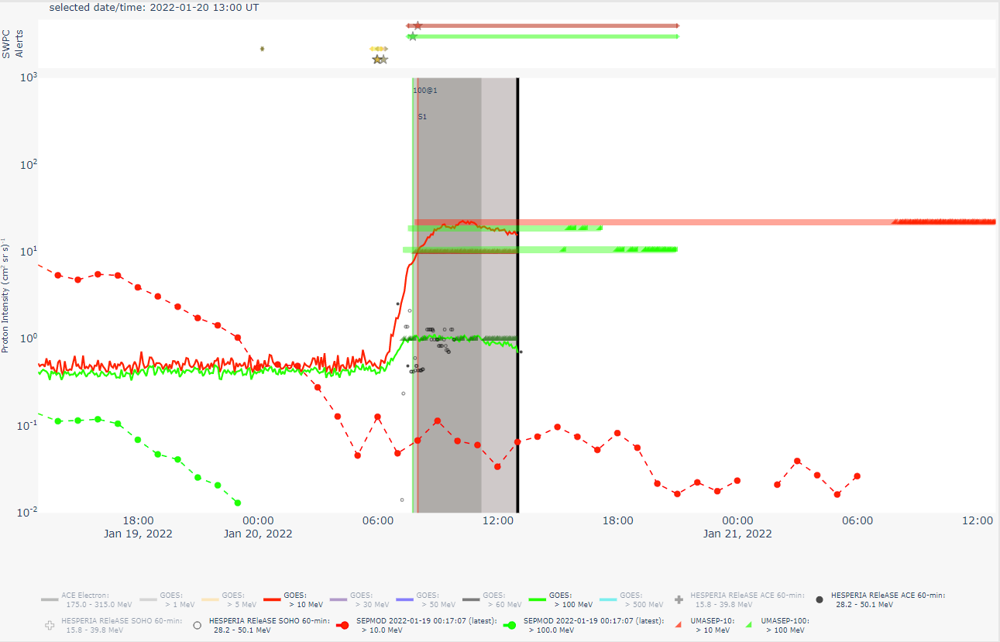 selected date/time: 2022-01-20 13:00 UT
SWPC
Alerts
10³
10²
10¹
10⁰
10⁻¹
10⁻²
Proton Intensity (cm² sr s)⁻¹
100@1
S1
18:00
Jan 19, 2022
00:00
Jan 20, 2022
06:00
12:00
18:00
00:00
Jan 21, 2022
06:00
12:00
ACE Electron:
175.0 - 315.0 MeV
GOES:
> 1 MeV
GOES:
> 5 MeV
GOES:
> 10 MeV
GOES:
> 30 MeV
GOES:
> 50 MeV
GOES:
> 60 MeV
GOES:
> 100 MeV
GOES:
> 500 MeV
HESPERIA REleASE ACE 60-min:
15.8 - 39.8 MeV
HESPERIA REleASE ACE 60-min:
28.2 - 50.1 MeV
HESPERIA REleASE SOHO 60-min:
15.8 - 39.8 MeV
HESPERIA REleASE SOHO 60-min:
28.2 - 50.1 MeV
SEPMOD 2022-01-19 00:17:07 (latest):
> 10.0 MeV
SEPMOD 2022-01-19 00:17:07 (latest):
> 100.0 MeV
UMASEP-10:
> 10 MeV
UMASEP-100:
> 100 MeV